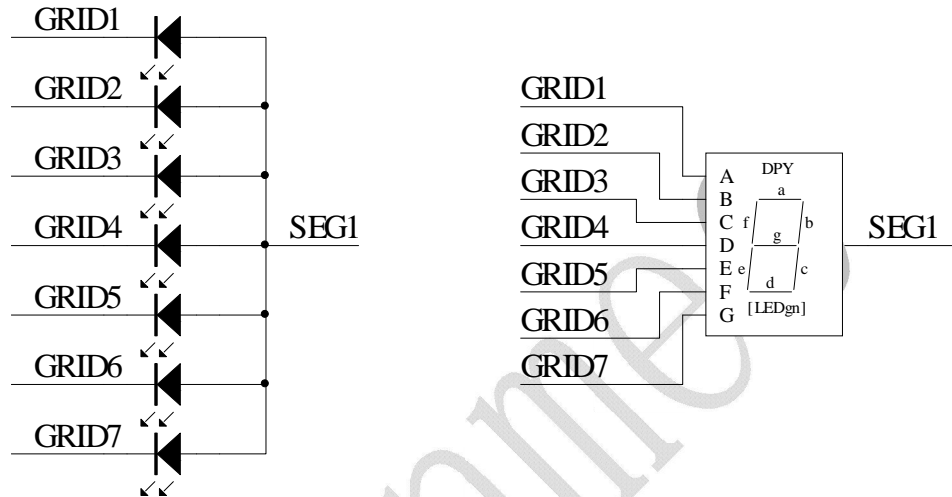 GRID1
GRID2
GRID3
GRID4
GRID5
GRID6
GRID7
SEG1
GRID1
GRID2
GRID3
GRID4
GRID5
GRID6
GRID7
A
B
C
D
E
F
G
DPY
a
f
b
g
e
c
d
[LEDgn]
SEG1